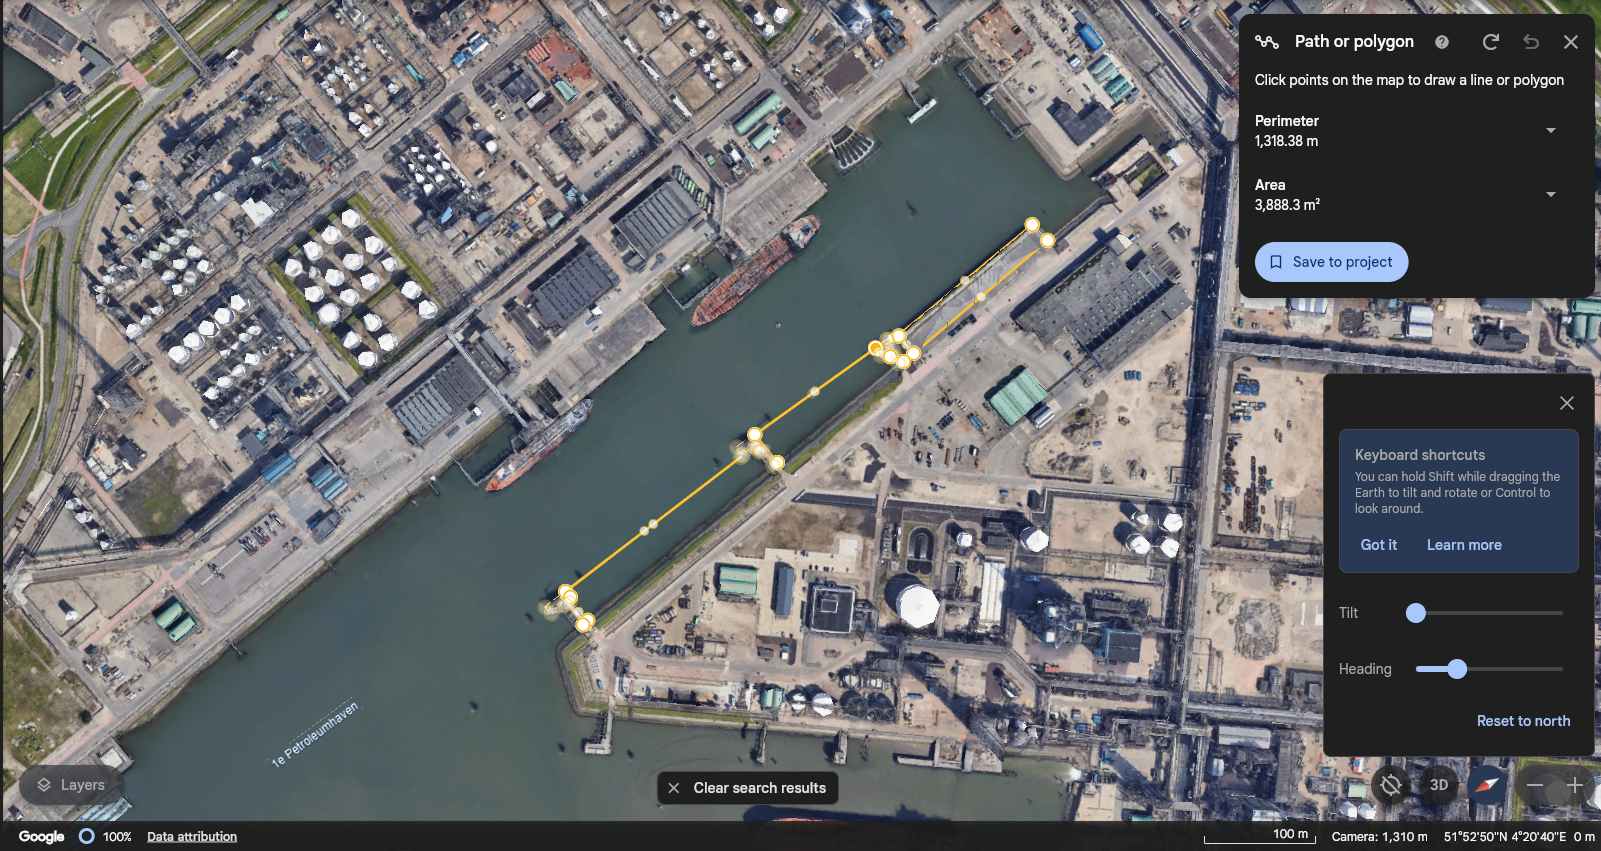 Path or polygon
Click points on the map to draw a line or polygon
Perimeter
1,318.38 m
Area
3,888.3 m²
Save to project
Keyboard shortcuts
You can hold Shift while dragging the
Earth to tilt and rotate or Control to
look around.
Got it
Learn more
Tilt
Heading
Reset to north
1e Petroleumhaven
Layers
Clear search results
3D
Google
100%
Data attribution
100 m
Camera: 1,310 m
51°52'50"N 4°20'40"E
0 m